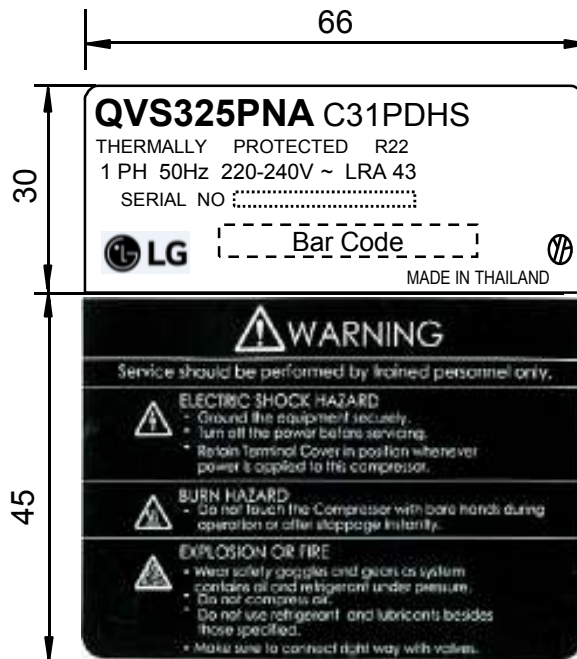 66
30
QVS325PNA C31PDHS
THERMALLY PROTECTED R22
1 PH 50Hz 220-240V ~ LRA 43
SERIAL NO
LG
Bar Code
MADE IN THAILAND
45
WARNING
Service should be performed by trained personnel only.
ELECTRIC SHOCK HAZARD
- Ground the equipment securely.
- Turn off the power before servicing.
- Retain Terminal Cover in position whenever
power is applied to this compressor.
BURN HAZARD
- Do not touch the Compressor with bare hands during
operation or after stoppage instantly.
EXPLOSION OR FIRE
• Wear safety goggles and gears as system
contains oil and refrigerant under pressure.
- Do not compress air.
- Do not use refrigerant and lubricants besides
those specified.
• Make sure to connect right way with valves.